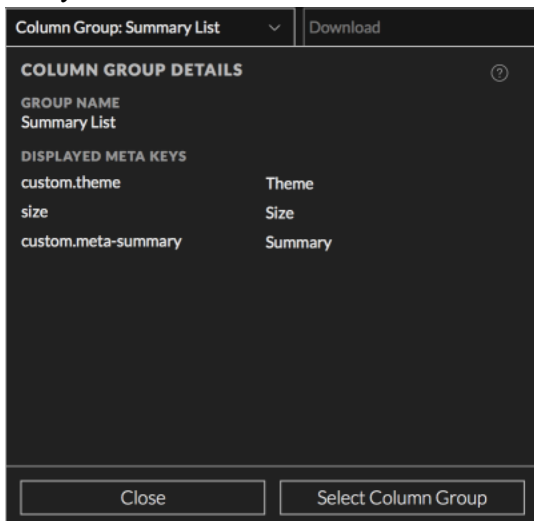 Column Group: Summary List Download
COLUMN GROUP DETAILS
GROUP NAME
Summary List
DISPLAYED META KEYS
custom.theme Theme
size Size
custom.meta-summary Summary
Close Select Column Group